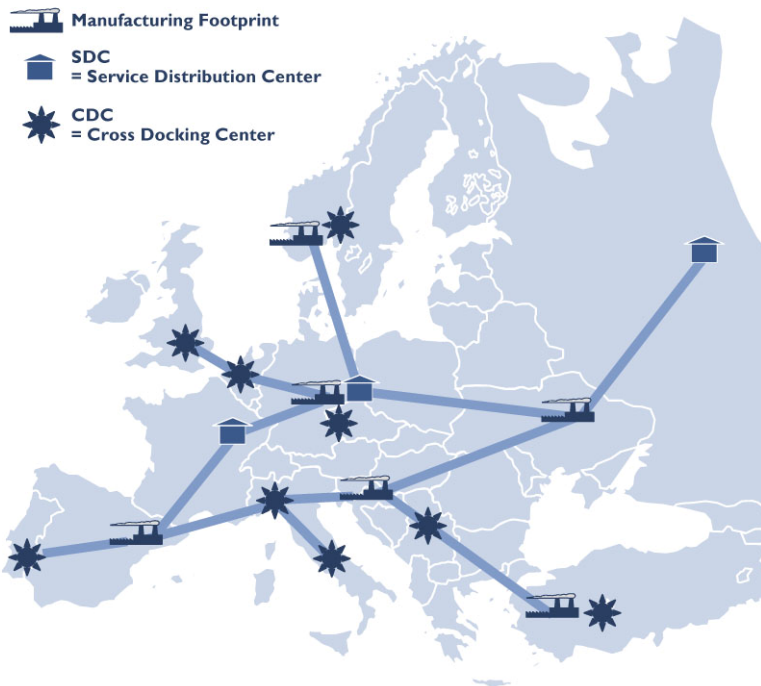 Manufacturing Footprint
SDC
= Service Distribution Center
CDC
= Cross Docking Center